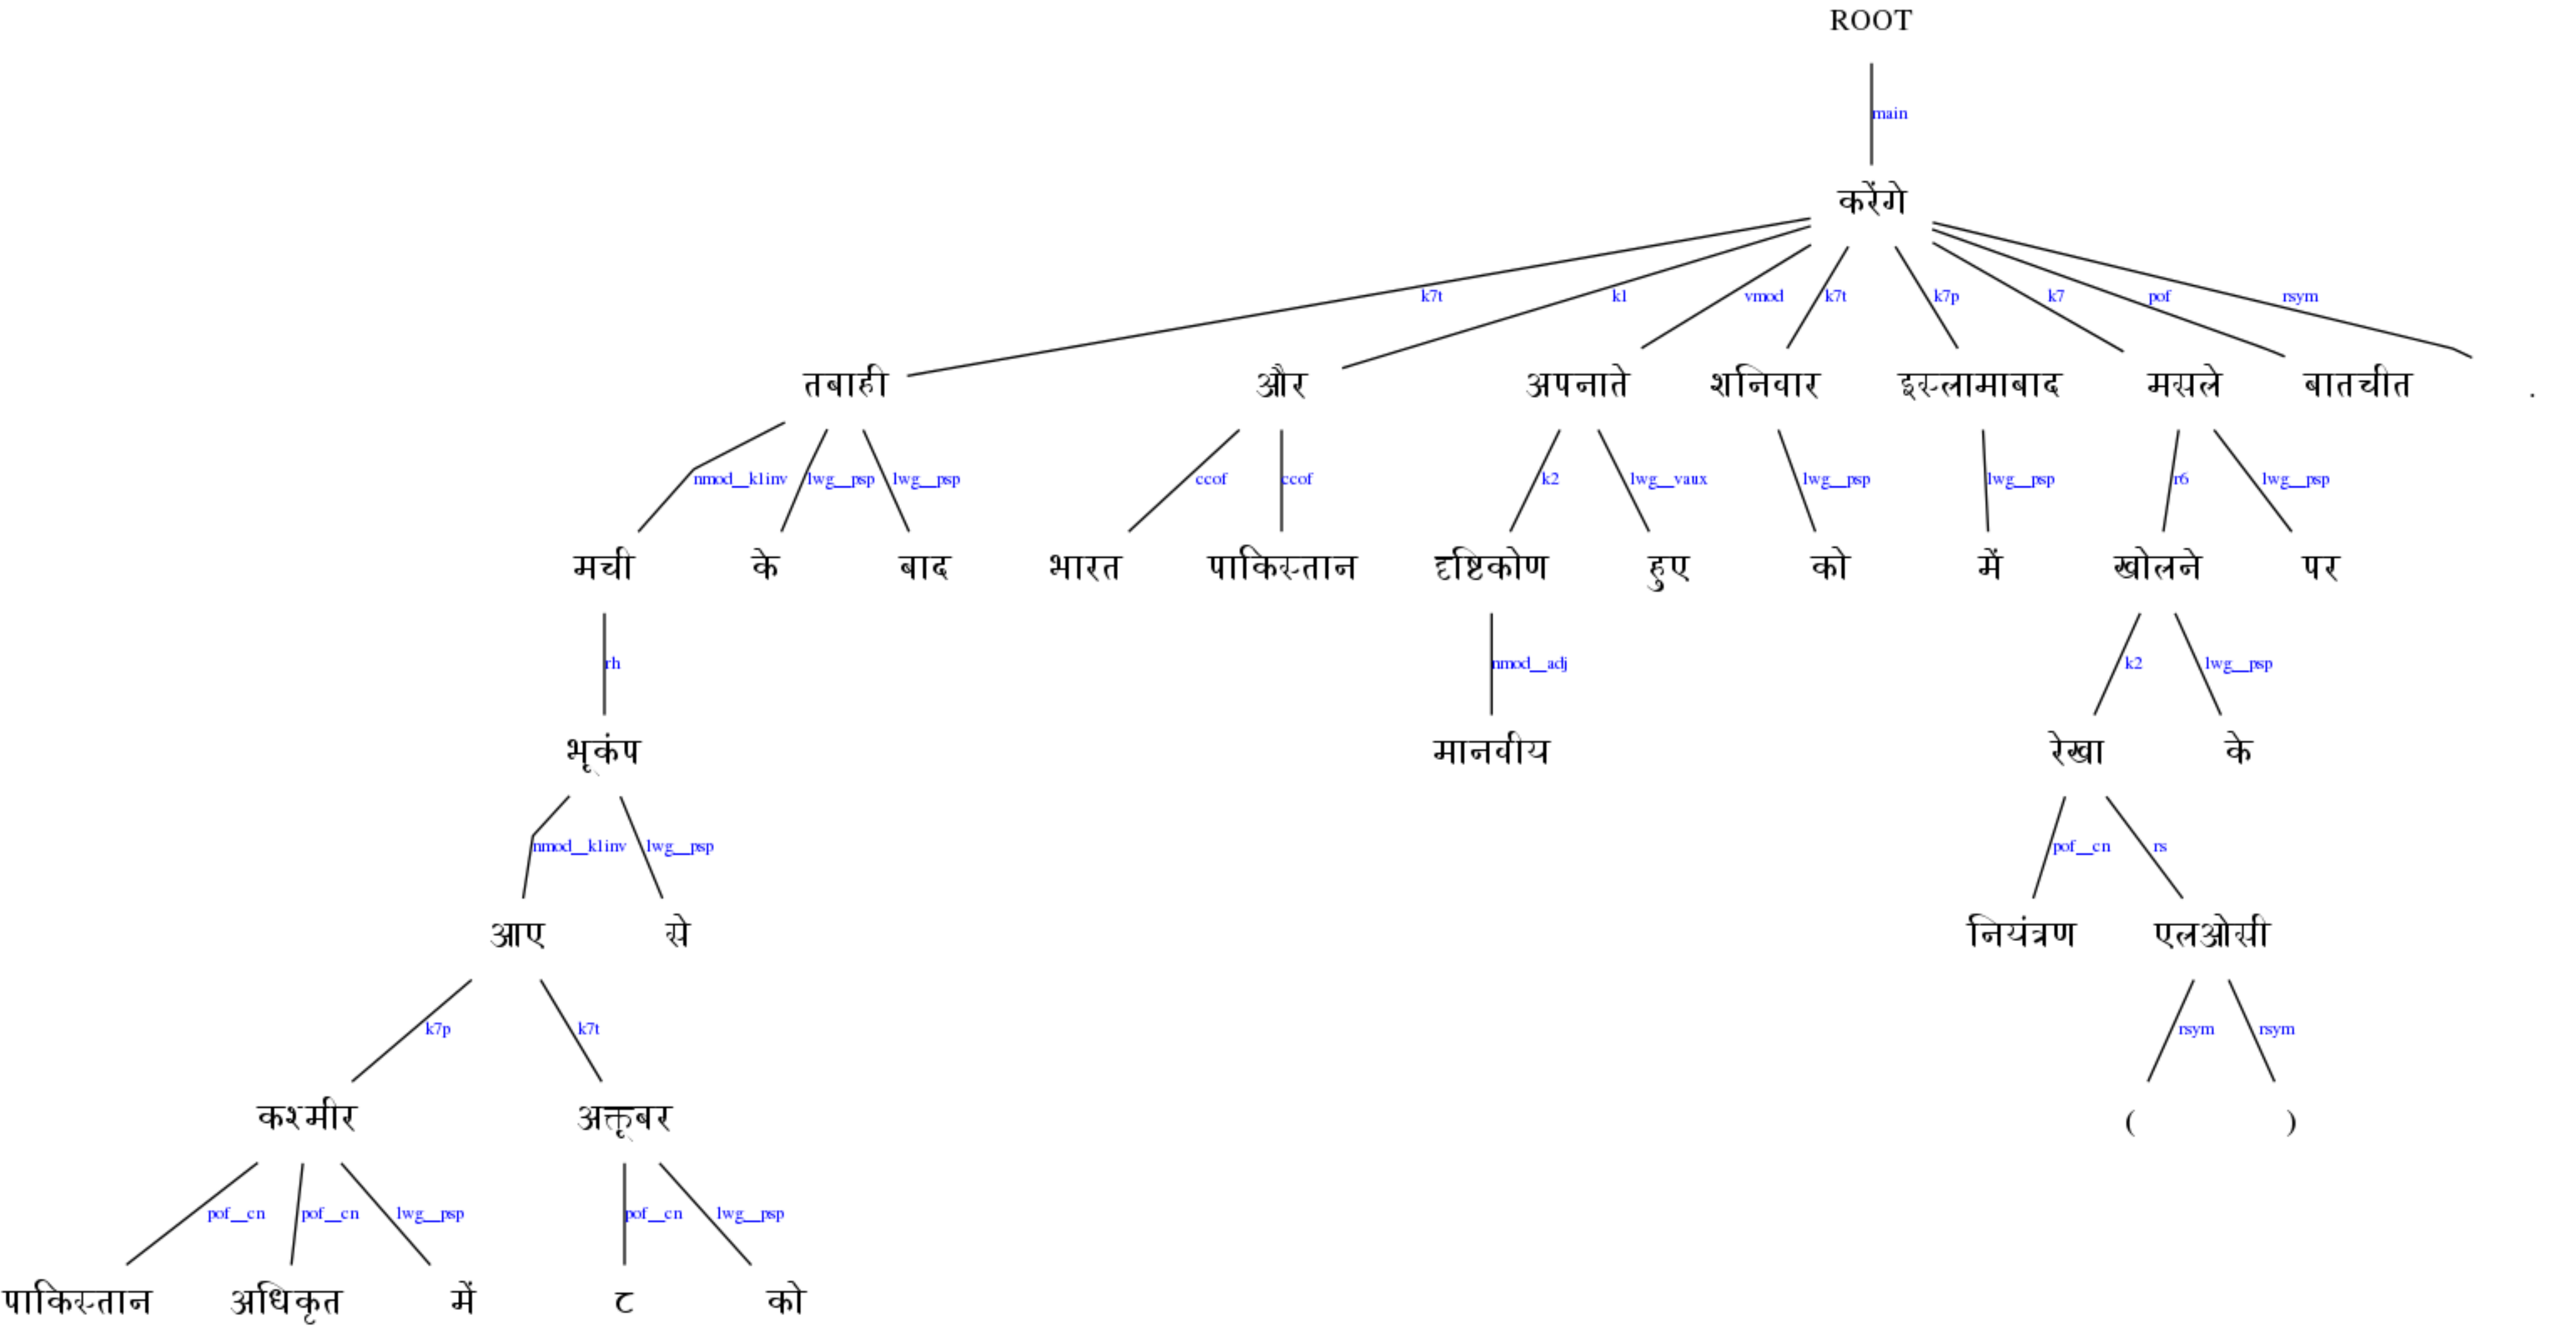 ROOT
main
करेंगे
k7t k1 vmod k7t k7p k7 pof rsym
तबाही और अपनाते शनिवार इस्लामाबाद मसले बातचीत .
nmod__k1inv lwg__psp lwg__psp ccof ccof k2 lwg__vaux lwg__psp lwg__psp r6 lwg__psp
मची के बाद भारत पाकिस्तान दृष्टिकोण हुए को में खोलने पर
rh nmod__adj k2 lwg__psp
भूकंप मानवीय रेखा के
nmod__k1inv lwg__psp pof__cn rs
आए से नियंत्रण एलओसी
k7p k7t rsym rsym
कश्मीर अक्तूबर ( )
pof__cn pof__cn lwg__psp pof__cn lwg__psp
पाकिस्तान अधिकृत में ८ को